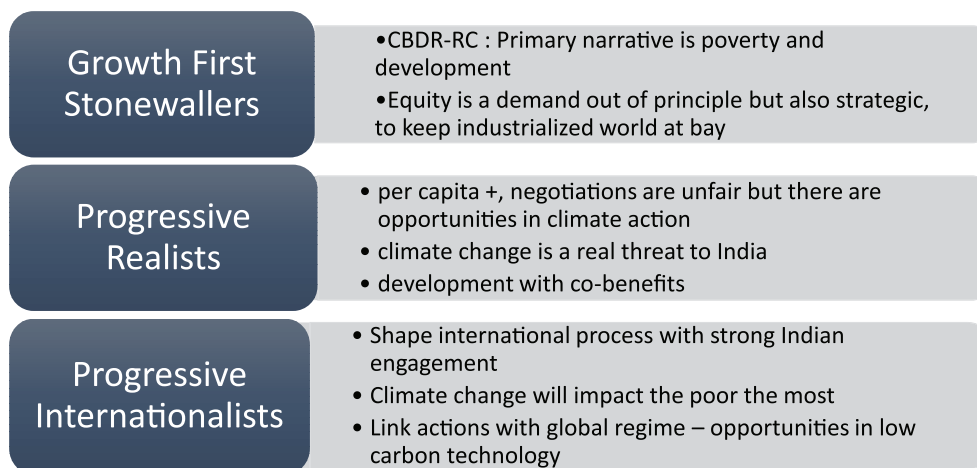 Growth First
Stonewallers
•CBDR-RC : Primary narrative is poverty and
development
•Equity is a demand out of principle but also strategic,
to keep industrialized world at bay
Progressive
Realists
• per capita +, negotiations are unfair but there are
opportunities in climate action
• climate change is a real threat to India
• development with co-benefits
Progressive
Internationalists
• Shape international process with strong Indian
engagement
• Climate change will impact the poor the most
• Link actions with global regime – opportunities in low
carbon technology